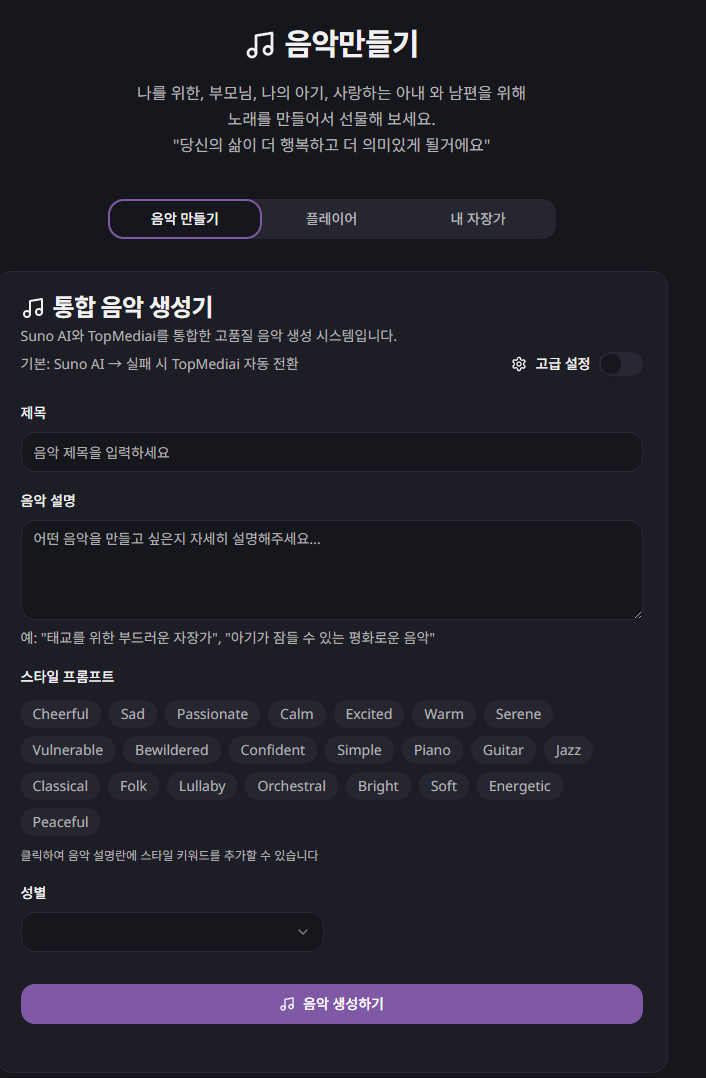 음악만들기
나를 위한, 부모님, 나의 아기, 사랑하는 아내 와 남편을 위해
노래를 만들어서 선물해 보세요.
"당신의 삶이 더 행복하고 더 의미있게 될거에요"
음악 만들기 플레이어 내 자장가
통합 음악 생성기
Suno AI와 TopMediai를 통합한 고품질 음악 생성 시스템입니다.
기본: Suno AI → 실패 시 TopMediai 자동 전환 고급 설정
제목
음악 제목을 입력하세요
음악 설명
어떤 음악을 만들고 싶은지 자세히 설명해주세요...
예: "태교를 위한 부드러운 자장가", "아기가 잠들 수 있는 평화로운 음악"
스타일 프롬프트
Cheerful Sad Passionate Calm Excited Warm Serene
Vulnerable Bewildered Confident Simple Piano Guitar Jazz
Classical Folk Lullaby Orchestral Bright Soft Energetic
Peaceful
클릭하여 음악 설명란에 스타일 키워드를 추가할 수 있습니다
성별
음악 생성하기